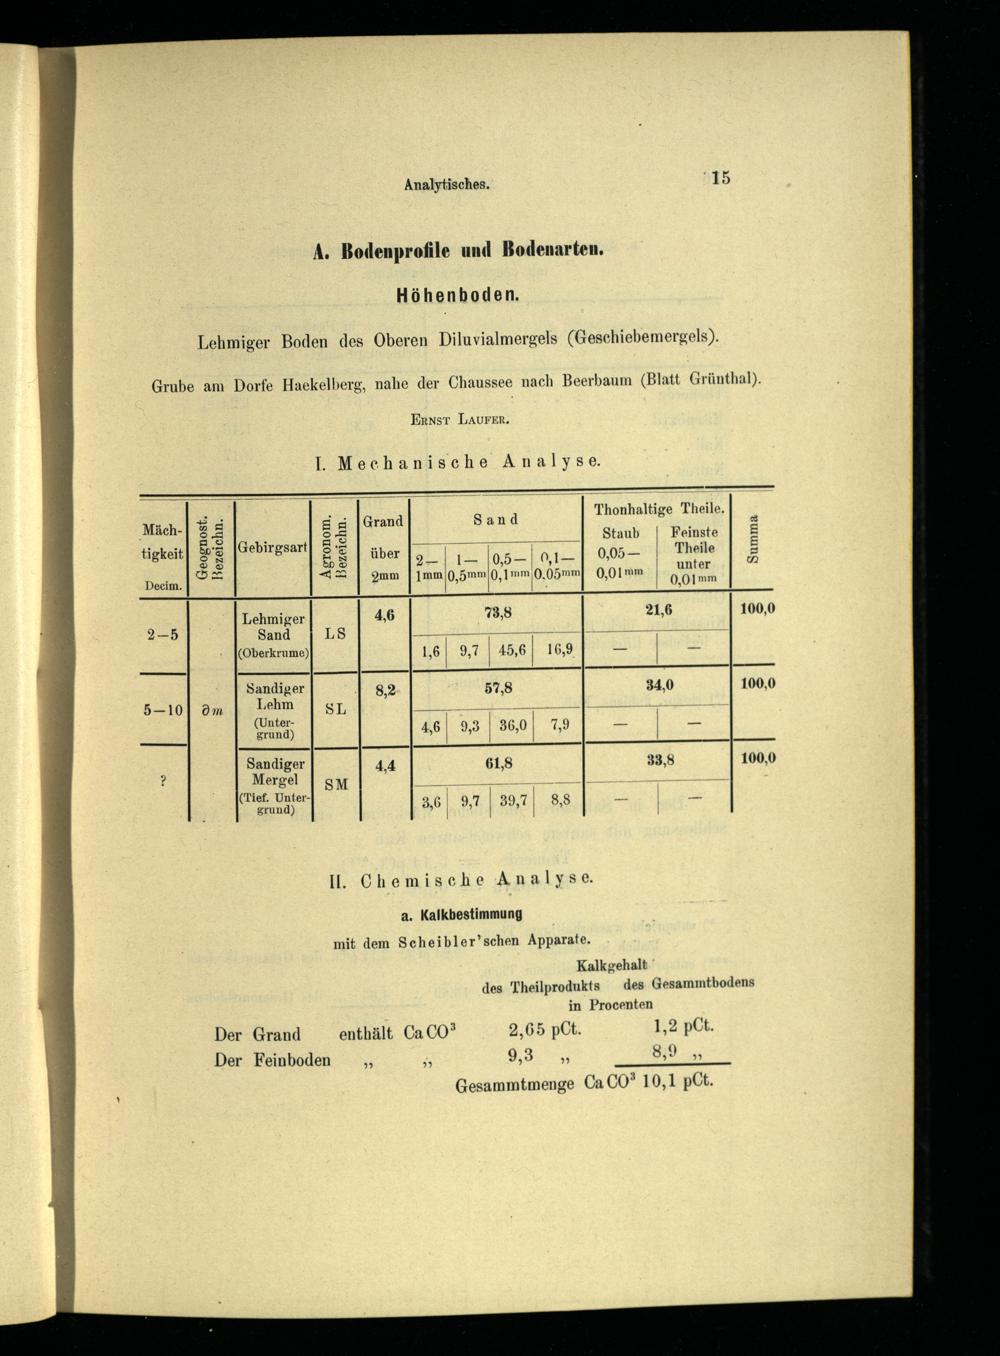 Analytisches. 15
A. Bodenprofile und Bodenarten.
Höhenboden.
Lehmiger Boden des Oberen Diluvialmergels (Geschiebemergels).
Grube am Dorfe Haekelberg, nahe der Chaussee nach Beerbaum (Blatt Grünthal).
ERNST LAUFER.
I. Mechanische Analyse.
Mäch-
tigkeit
Decim.
Geognost.
Bezeichn.
Gebirgsart
Agronom.
Bezeichn.
Grand
über
2mm
Sand
2— 1— 0,5— 0,1—
1mm 0,5mm 0,1mm 0,05mm
Thonhaltige Theile.
Staub
0,05—
0,01mm
Feinste
Theile
unter
0,01mm
Summa
2—5
Lehmiger
Sand
(Oberkrume)
LS
4,6 73,8 21,6 100,0
1,6 9,7 45,6 16,9 — —
5—10
∂m
Sandiger
Lehm
(Unter-
grund)
SL
8,2 57,8 34,0 100,0
4,6 9,3 36,0 7,9 — —
?
Sandiger
Mergel
(Tief. Unter-
grund)
SM
4,4 61,8 33,8 100,0
3,6 9,7 39,7 8,8 — —
II. Chemische Analyse.
a. Kalkbestimmung
mit dem Scheibler'schen Apparate.
Kalkgehalt
des Theilprodukts des Gesammtbodens
in Procenten
Der Grand enthält CaCO³ 2,65 pCt. 1,2 pCt.
Der Feinboden „ „ 9,3 „ 8,9 „
Gesammtmenge CaCO³ 10,1 pCt.